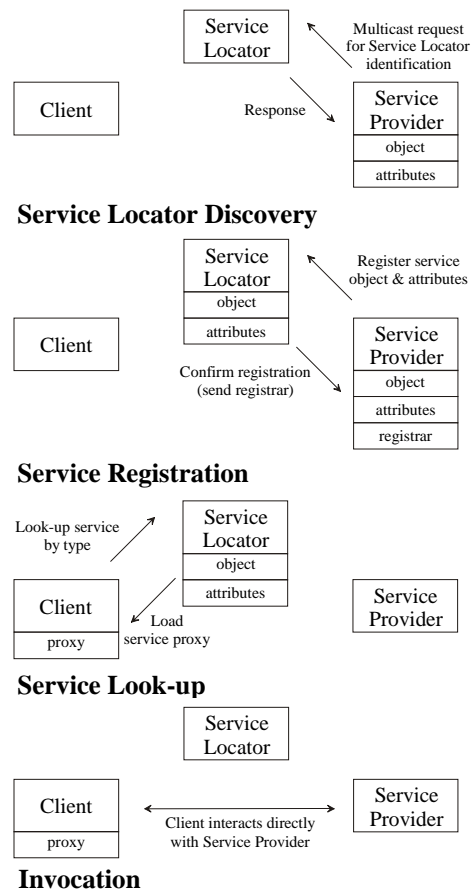 Service
Locator
Multicast request
for Service Locator
identification
Client
Response
Service
Provider
object
attributes
Service Locator Discovery
Service
Locator
object
attributes
Register service
object & attributes
Client
Confirm registration
(send registrar)
Service
Provider
object
attributes
registrar
Service Registration
Look-up service
by type
Service
Locator
object
attributes
Client
proxy
Load
service proxy
Service
Provider
Service Look-up
Service
Locator
Client
proxy
Client interacts directly
with Service Provider
Service
Provider
Invocation